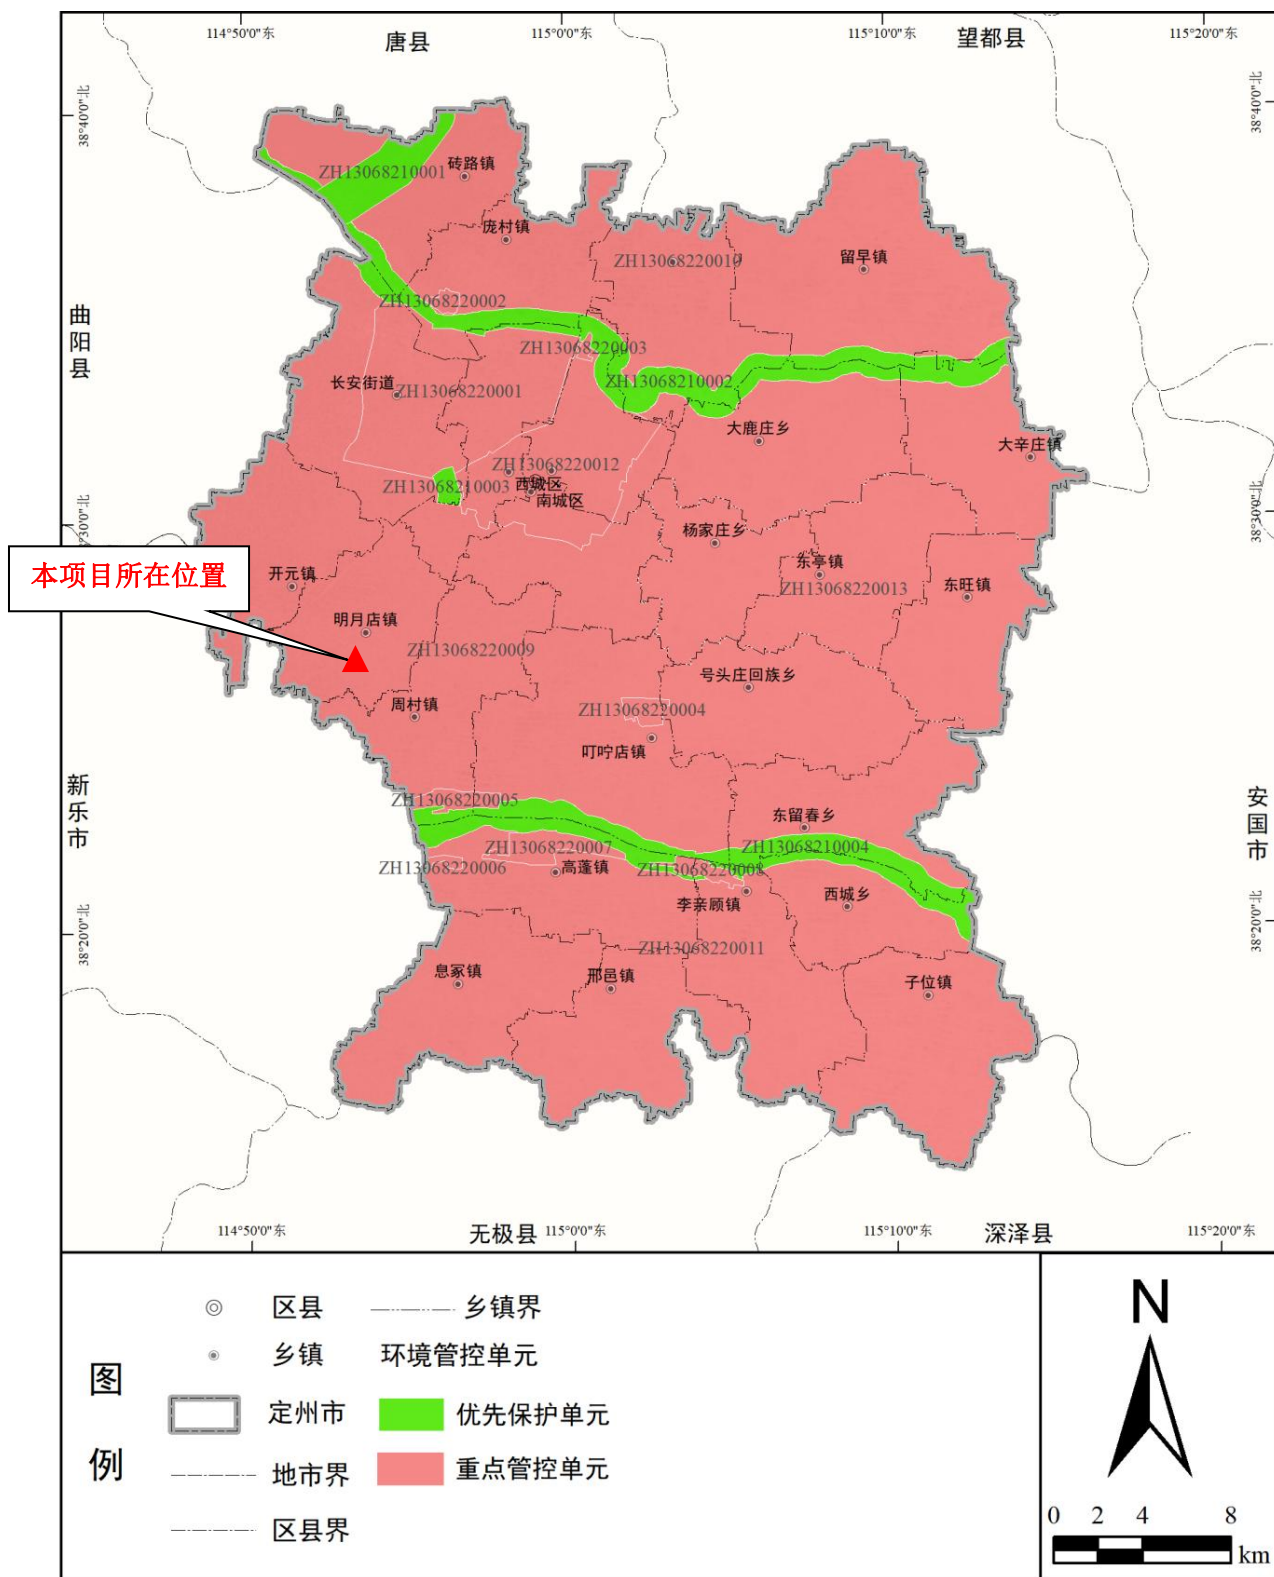 114°50'0"东
115°0'0"东
115°10'0"东
115°20'0"东
唐县
望都县
38°40'0"北
38°40'0"北
ZH13068210001
砖路镇
庞村镇
ZH13068220010
留早镇
ZH13068220002
曲阳县
ZH13068220003
长安街道
ZH13068220001
ZH13068210002
大鹿庄乡
大辛庄镇
ZH13068220012
ZH13068210003
西城区
南城区
38°30'0"北
杨家庄乡
本项目所在位置
开元镇
东亭镇
ZH13068220013
东旺镇
明月店镇
ZH13068220009
号头庄回族乡
周村镇
ZH13068220004
叮咛店镇
新乐市
ZH13068220005
安国市
东留春乡
ZH13068220007
ZH13068210004
ZH13068220006
高蓬镇
ZH13068220008
李亲顾镇
西城乡
38°20'0"北
38°20'0"北
ZH13068220011
息冢镇
邢邑镇
子位镇
114°50'0"东
无极县
115°0'0"东
115°10'0"东
深泽县
115°20'0"东
图例
区县
乡镇界
乡镇
环境管控单元
定州市
优先保护单元
地市界
重点管控单元
区县界
N
0 2 4 8
km